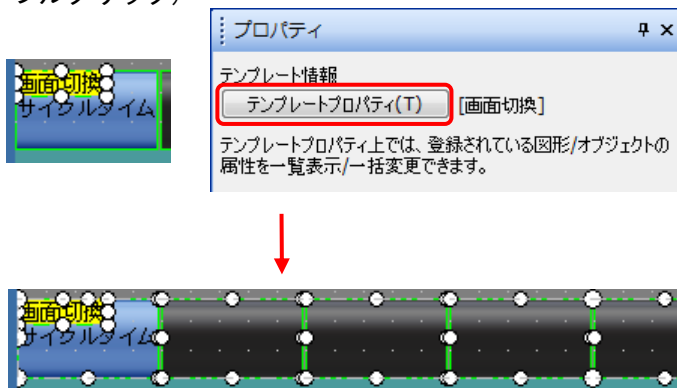 プロパティ
テンプレート情報
テンプレートプロパティ(T) [画面切換]
テンプレートプロパティ上では、登録されている図形/オブジェクトの
属性を一覧表示/一括変更できます。
画面切換
サイクルタイム
画面切換
サイクルタイム